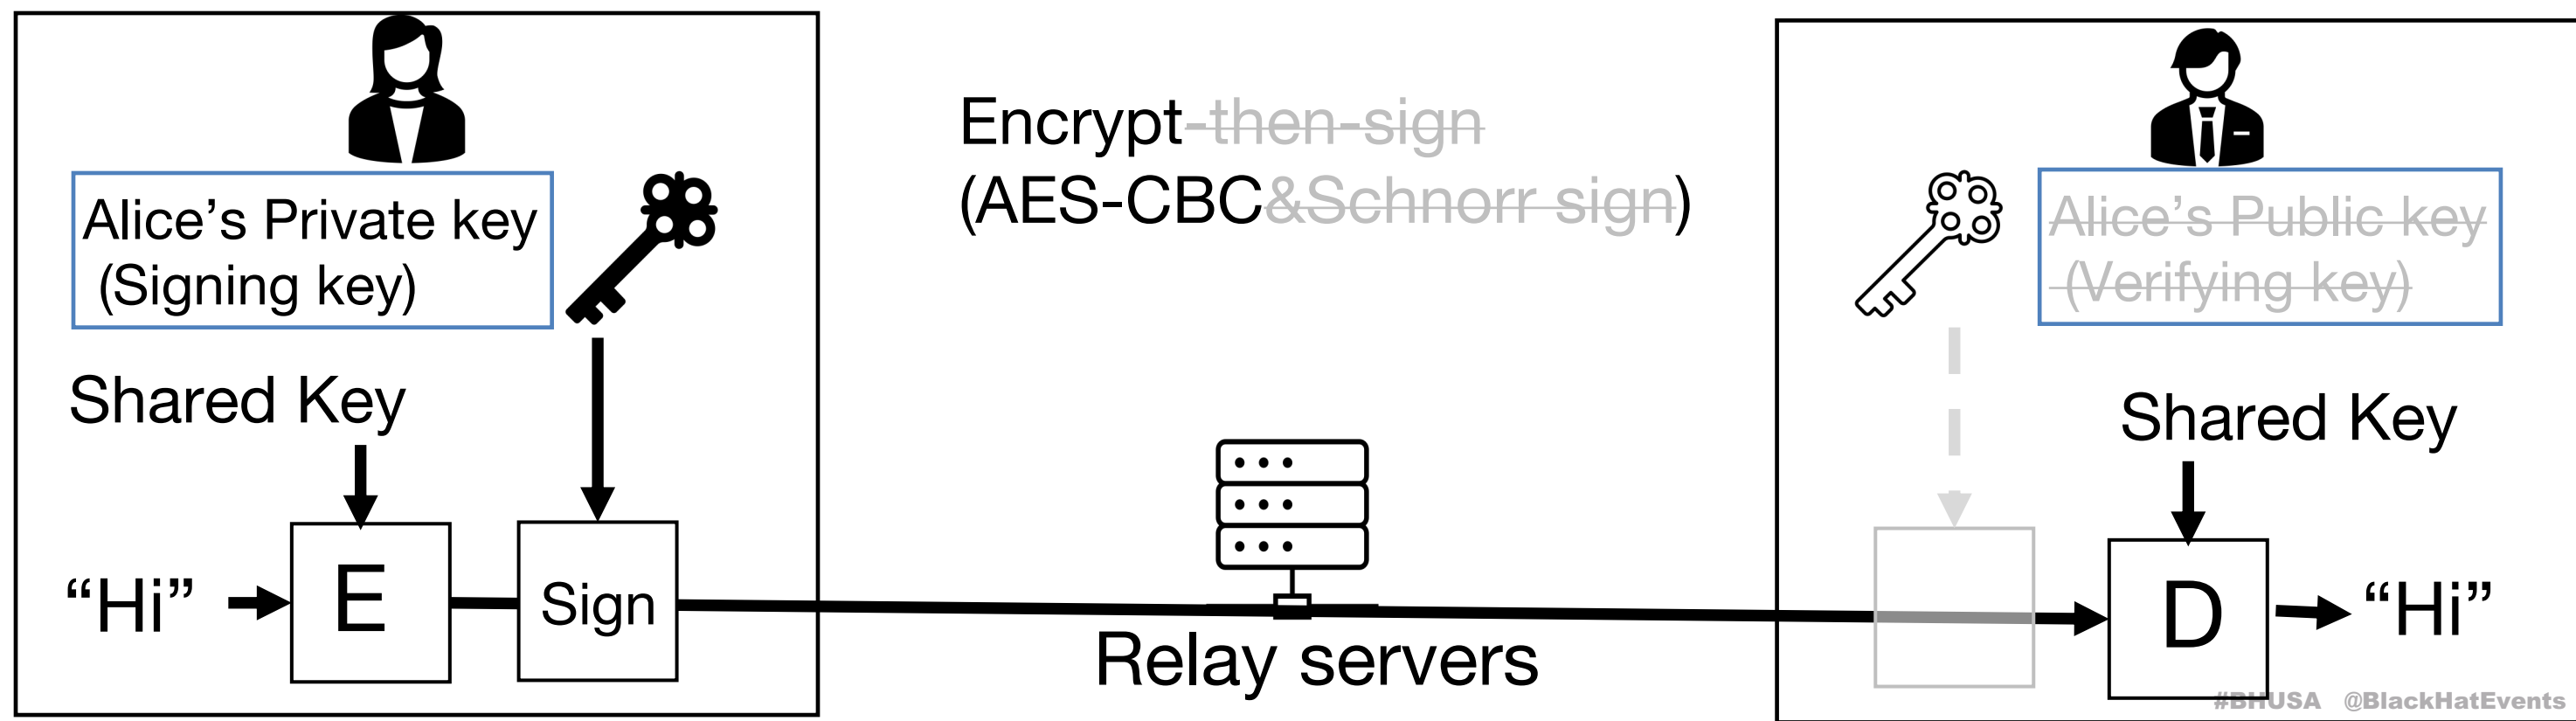 Alice’s Private key
(Signing key)
Shared Key
“Hi”
E
Sign
Encrypt-then-sign
(AES-CBC&Schnorr sign)
Relay servers
Alice’s Public key
(Verifying key)
Shared Key
D
“Hi”
#BHUSA @BlackHatEvents